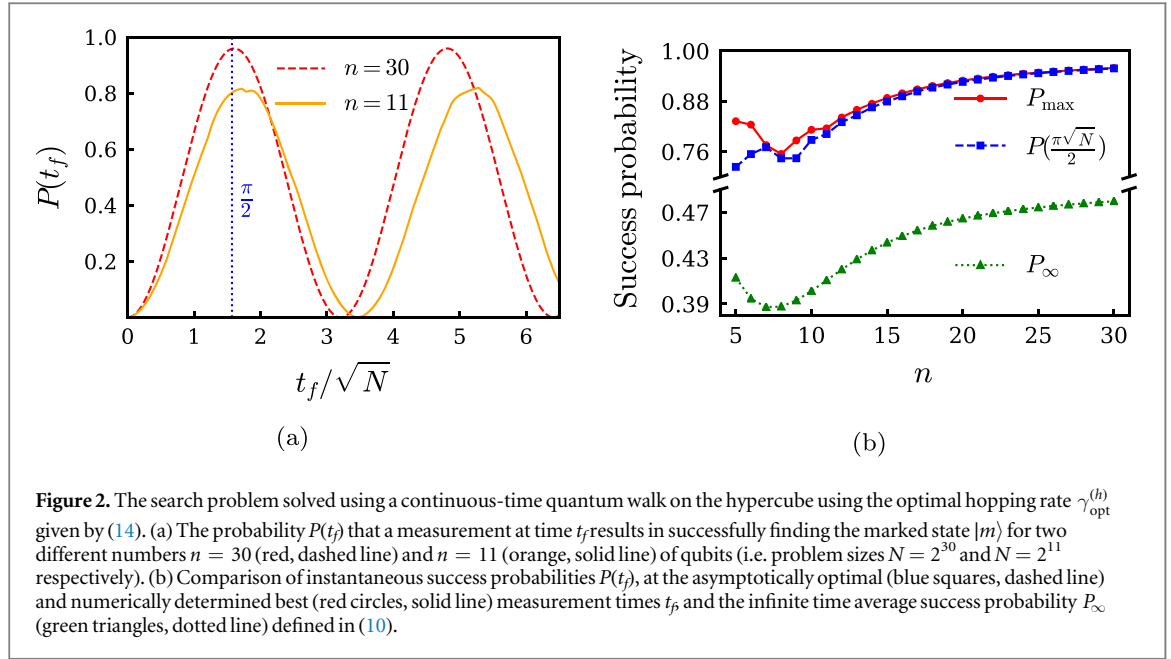 1.0
0.8
0.6
0.4
0.2
P(t_f)
n = 30
n = 11
π/2
0 1 2 3 4 5 6
t_f/√N
(a)
Success probability
1.00
0.88
0.76
0.47
0.43
0.39
P_max
P(π√N/2)
P_∞
5 10 15 20 25 30
n
(b)
Figure 2. The search problem solved using a continuous-time quantum walk on the hypercube using the optimal hopping rate γ_opt^(h)
given by (14). (a) The probability P(t_f) that a measurement at time t_f results in successfully finding the marked state |m⟩ for two
different numbers n = 30 (red, dashed line) and n = 11 (orange, solid line) of qubits (i.e. problem sizes N = 2^30 and N = 2^11
respectively). (b) Comparison of instantaneous success probabilities P(t_f), at the asymptotically optimal (blue squares, dashed line)
and numerically determined best (red circles, solid line) measurement times t_f, and the infinite time average success probability P_∞
(green triangles, dotted line) defined in (10).